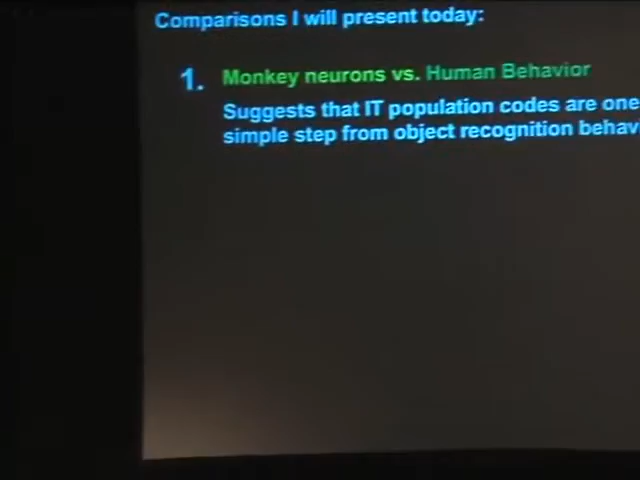 Comparisons I will present today:
1. Monkey neurons vs. Human Behavior
Suggests that IT population codes are one
simple step from object recognition behav